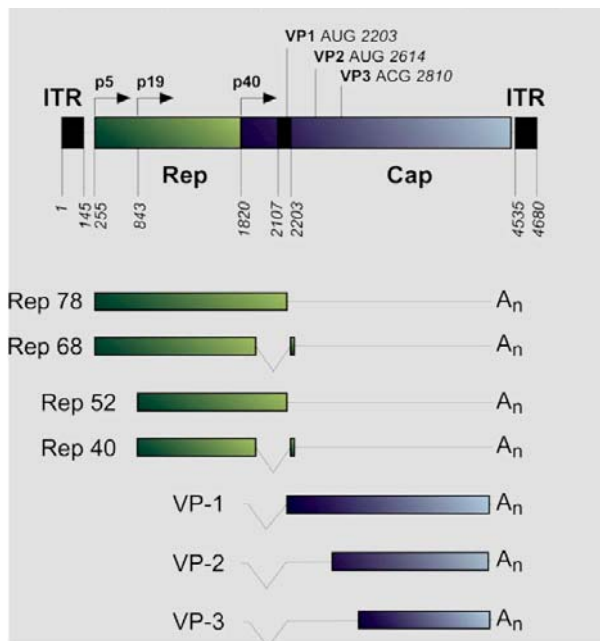 VP1 AUG 2203
VP2 AUG 2614
VP3 ACG 2810
p5 p19 p40
ITR ITR
Rep Cap
1 145 255 843 1820 2107 2203 4535 4680
Rep 78 An
Rep 68 An
Rep 52 An
Rep 40 An
VP-1 An
VP-2 An
VP-3 An